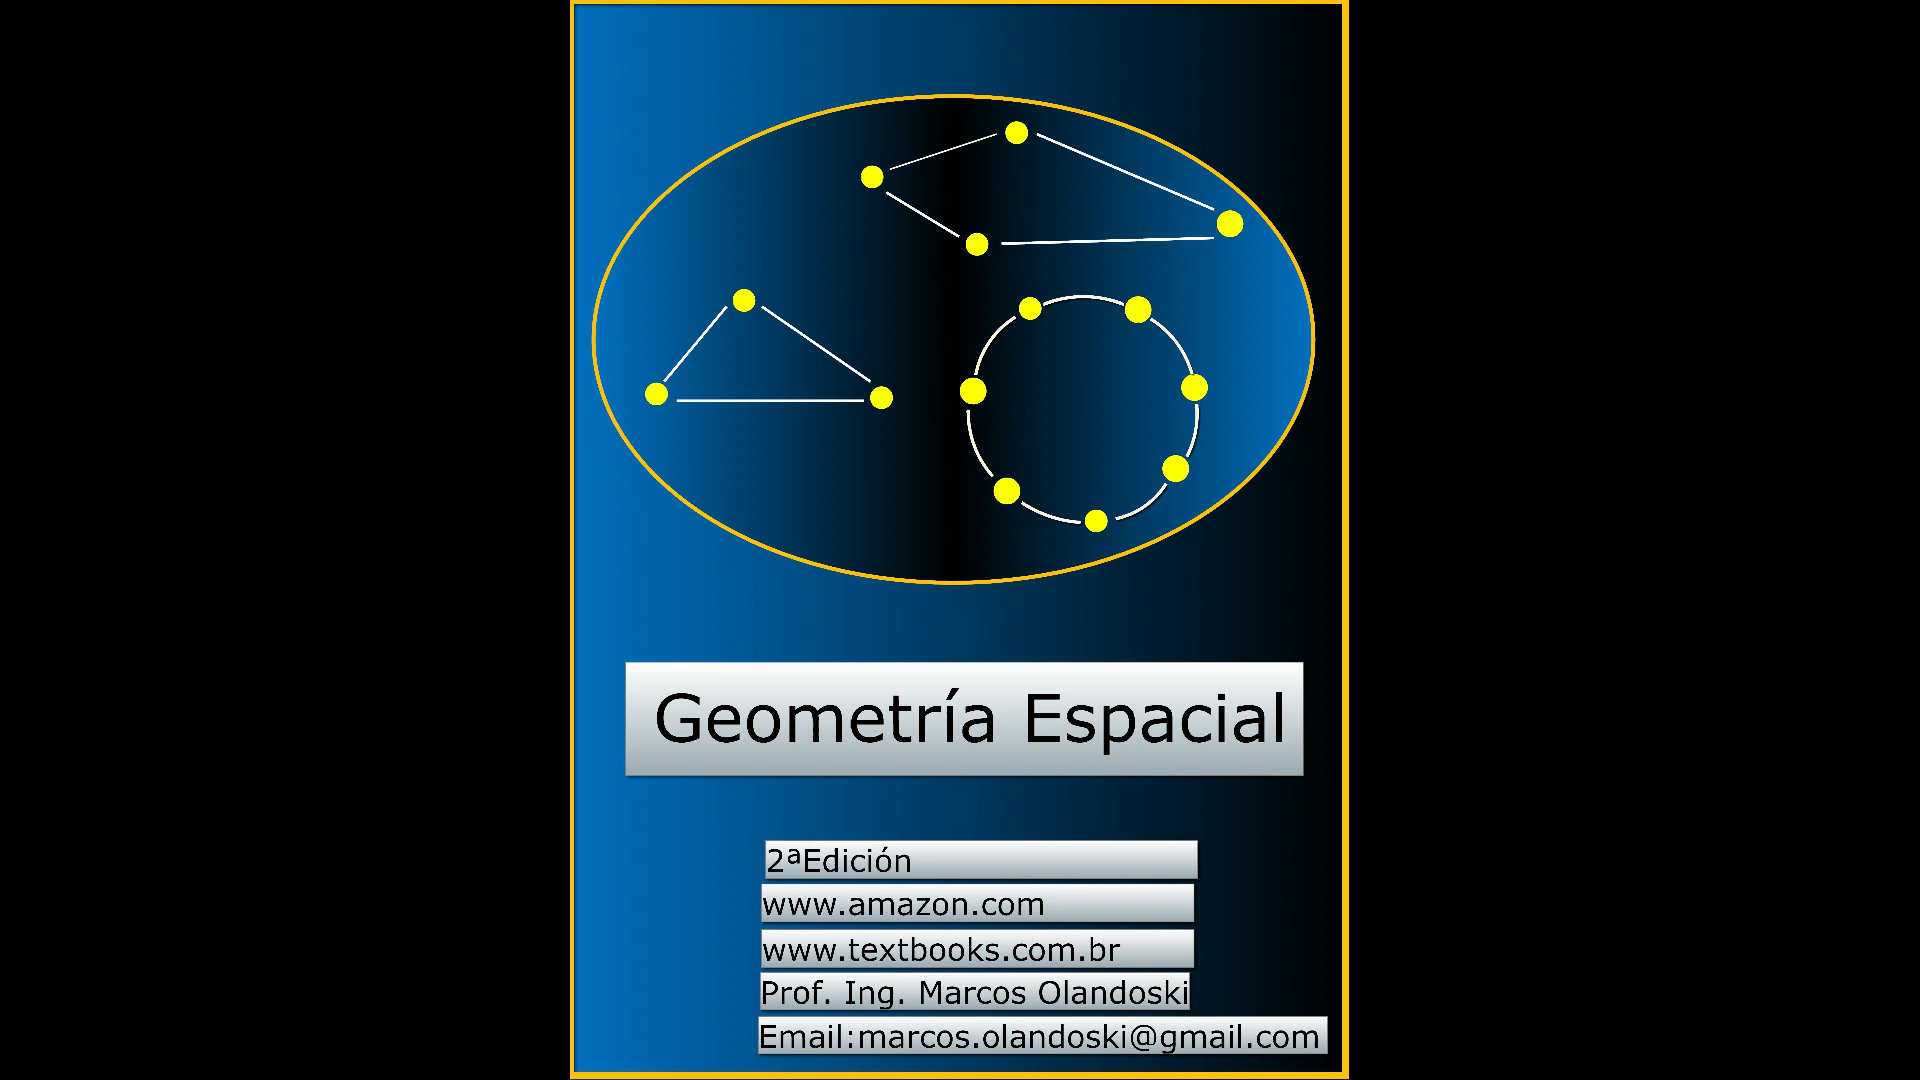 Geometría Espacial
2ªEdición
www.amazon.com
www.textbooks.com.br
Prof. Ing. Marcos Olandoski
Email:marcos.olandoski@gmail.com